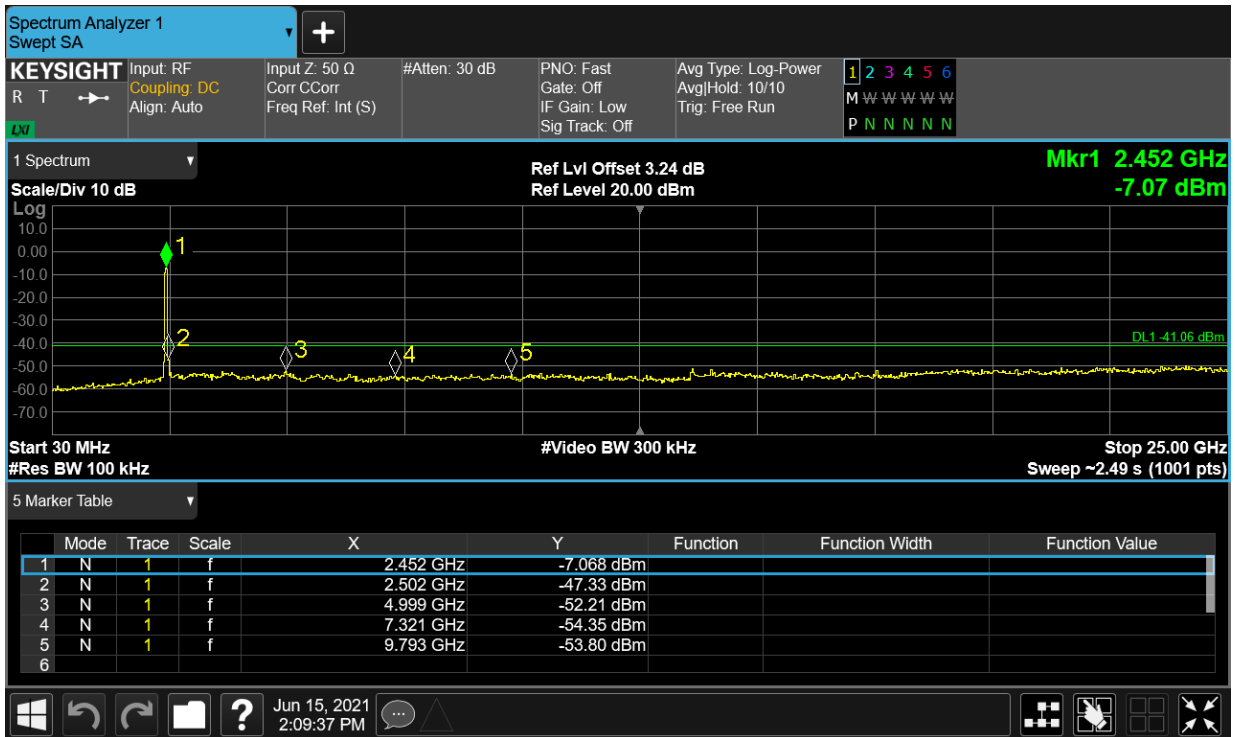 Spectrum Analyzer 1
Swept SA
KEYSIGHT
R T
LXI
Input: RF
Coupling: DC
Align: Auto
Input Z: 50 Ω
Corr CCorr
Freq Ref: Int (S)
#Atten: 30 dB
PNO: Fast
Gate: Off
IF Gain: Low
Sig Track: Off
Avg Type: Log-Power
Avg|Hold: 10/10
Trig: Free Run
1 2 3 4 5 6
M W W W W W
P N N N N N
1 Spectrum
Scale/Div 10 dB
Ref Lvl Offset 3.24 dB
Ref Level 20.00 dBm
Mkr1 2.452 GHz
-7.07 dBm
Log
10.0
0.00
-10.0
-20.0
-30.0
-40.0
-50.0
-60.0
-70.0
1
2
3
4
5
DL1 -41.06 dBm
Start 30 MHz
#Video BW 300 kHz
Stop 25.00 GHz
#Res BW 100 kHz
Sweep ~2.49 s (1001 pts)
5 Marker Table
Mode Trace Scale X Y Function Function Width Function Value
1 N 1 f 2.452 GHz -7.068 dBm
2 N 1 f 2.502 GHz -47.33 dBm
3 N 1 f 4.999 GHz -52.21 dBm
4 N 1 f 7.321 GHz -54.35 dBm
5 N 1 f 9.793 GHz -53.80 dBm
6
?
Jun 15, 2021
2:09:37 PM